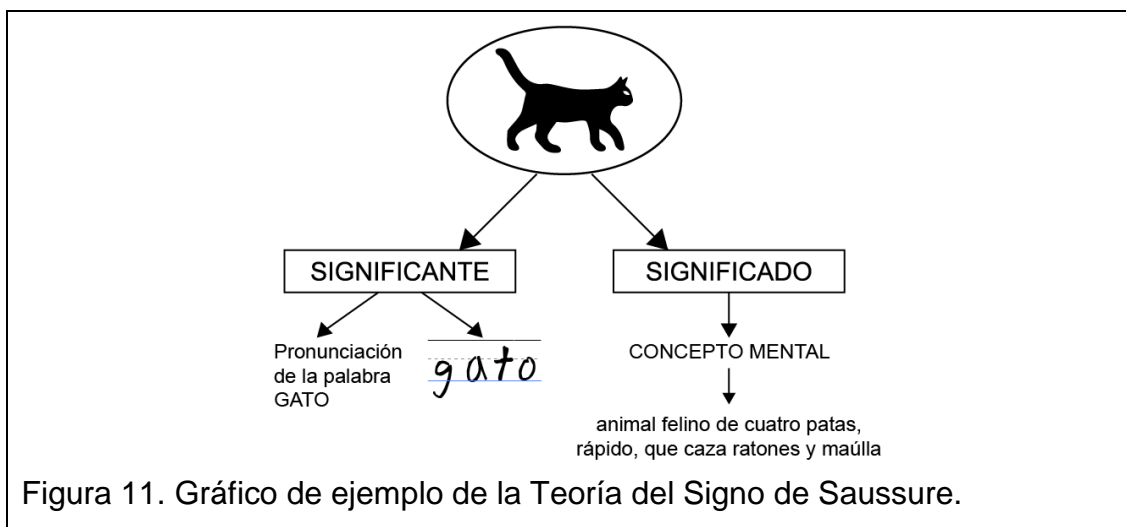 SIGNIFICANTE
SIGNIFICADO
Pronunciación
de la palabra
GATO
gato
CONCEPTO MENTAL
animal felino de cuatro patas,
rápido, que caza ratones y maúlla
Figura 11. Gráfico de ejemplo de la Teoría del Signo de Saussure.